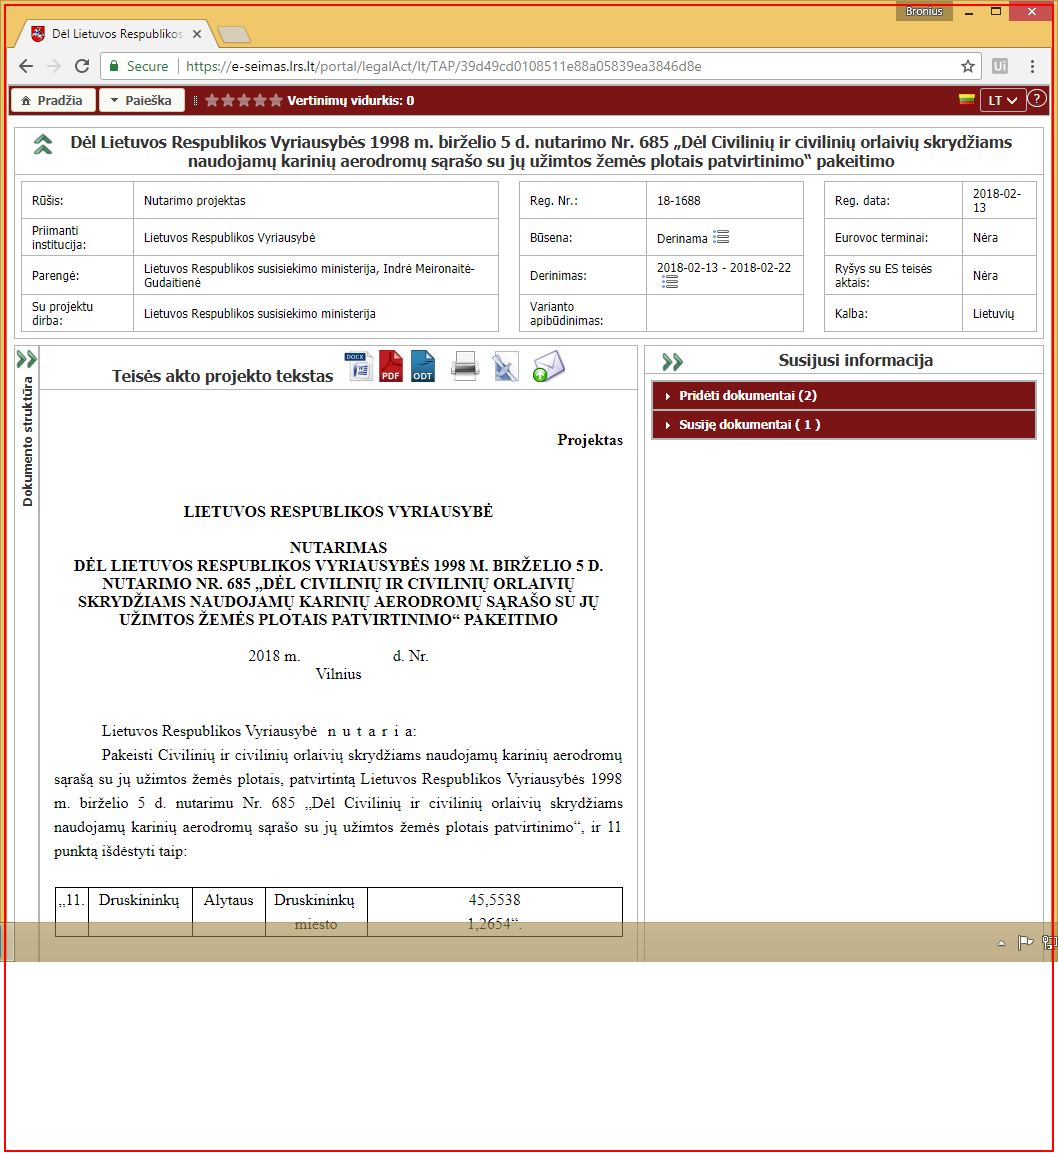 Bronius
Dėl Lietuvos Respublikos
Secure https://e-seimas.lrs.lt/portal/legalAct/lt/TAP/39d49cd0108511e88a05839ea3846d8e
Pradžia Paieška Vertinimų vidurkis: 0 LT ?
Dėl Lietuvos Respublikos Vyriausybės 1998 m. birželio 5 d. nutarimo Nr. 685 „Dėl Civilinių ir civilinių orlaivių skrydžiams
naudojamų karinių aerodromų sąrašo su jų užimtos žemės plotais patvirtinimo“ pakeitimo
Rūšis: Nutarimo projektas
Priimanti
institucija: Lietuvos Respublikos Vyriausybė
Parengė: Lietuvos Respublikos susisiekimo ministerija, Indrė Meironaitė-
Gudaitienė
Su projektu
dirba: Lietuvos Respublikos susisiekimo ministerija
Reg. Nr.: 18-1688
Būsena: Derinama
Derinimas: 2018-02-13 - 2018-02-22
Varianto
apibūdinimas:
Reg. data: 2018-02-
13
Eurovoc terminai: Nėra
Ryšys su ES teisės
aktais: Nėra
Kalba: Lietuvių
Dokumento struktūra
Teisės akto projekto tekstas DOCX PDF ODT
Projektas
LIETUVOS RESPUBLIKOS VYRIAUSYBĖ
NUTARIMAS
DĖL LIETUVOS RESPUBLIKOS VYRIAUSYBĖS 1998 M. BIRŽELIO 5 D.
NUTARIMO NR. 685 „DĖL CIVILINIŲ IR CIVILINIŲ ORLAIVIŲ
SKRYDŽIAMS NAUDOJAMŲ KARINIŲ AERODROMŲ SĄRAŠO SU JŲ
UŽIMTOS ŽEMĖS PLOTAIS PATVIRTINIMO“ PAKEITIMO
2018 m. d. Nr.
Vilnius
Lietuvos Respublikos Vyriausybė n u t a r i a:
Pakeisti Civilinių ir civilinių orlaivių skrydžiams naudojamų karinių aerodromų
sąrašą su jų užimtos žemės plotais, patvirtintą Lietuvos Respublikos Vyriausybės 1998
m. birželio 5 d. nutarimu Nr. 685 „Dėl Civilinių ir civilinių orlaivių skrydžiams
naudojamų karinių aerodromų sąrašo su jų užimtos žemės plotais patvirtinimo“, ir 11
punktą išdėstyti taip:
„11. Druskininkų Alytaus Druskininkų 45,5538
miesto 1,2654“.
Susijusi informacija
Pridėti dokumentai (2)
Susiję dokumentai ( 1 )